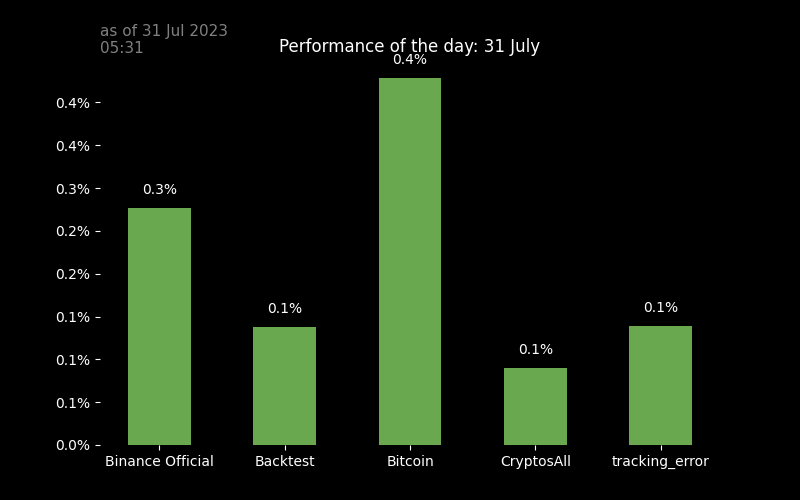 as of 31 Jul 2023
05:31
Performance of the day: 31 July
0.4%
0.4%
0.4%
0.3%
0.3%
0.2%
0.2%
0.1%
0.1%
0.1%
0.1%
0.1%
0.1%
0.0%
Binance Official
Backtest
Bitcoin
CryptosAll
tracking_error